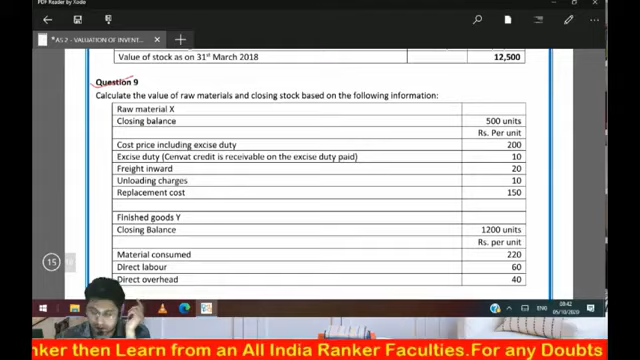 PDF Reader by Xodo
*AS 2 - VALUATION OF INVENT
Value of stock as on 31st March 2018 12,500
Question 9
Calculate the value of raw materials and closing stock based on the following information:
Raw material X
Closing balance 500 units
Rs. Per unit
Cost price including excise duty 200
Excise duty (Cenvat credit is receivable on the excise duty paid) 10
Freight inward 20
Unloading charges 10
Replacement cost 150
Finished goods Y
Closing Balance 1200 units
Rs. per unit
Material consumed 220
Direct labour 60
Direct overhead 40
15
ENG
08:42
05/10/2020
nker then Learn from an All India Ranker Faculties.For any Doubts